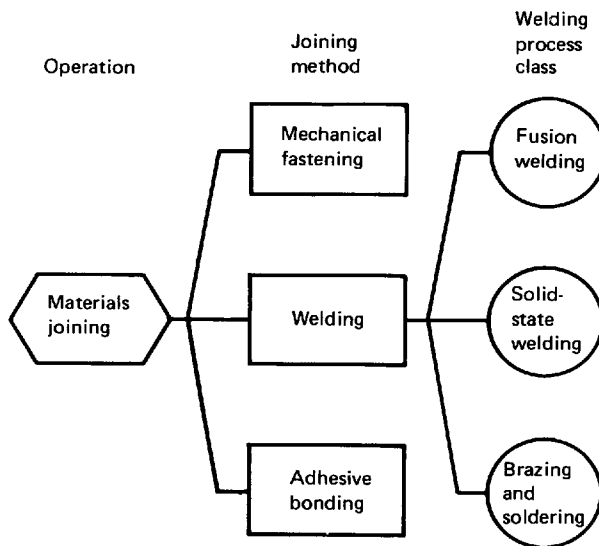 Operation
Joining
method
Welding
process
class
Mechanical
fastening
Fusion
welding
Materials
joining
Welding
Solid-
state
welding
Adhesive
bonding
Brazing
and
soldering